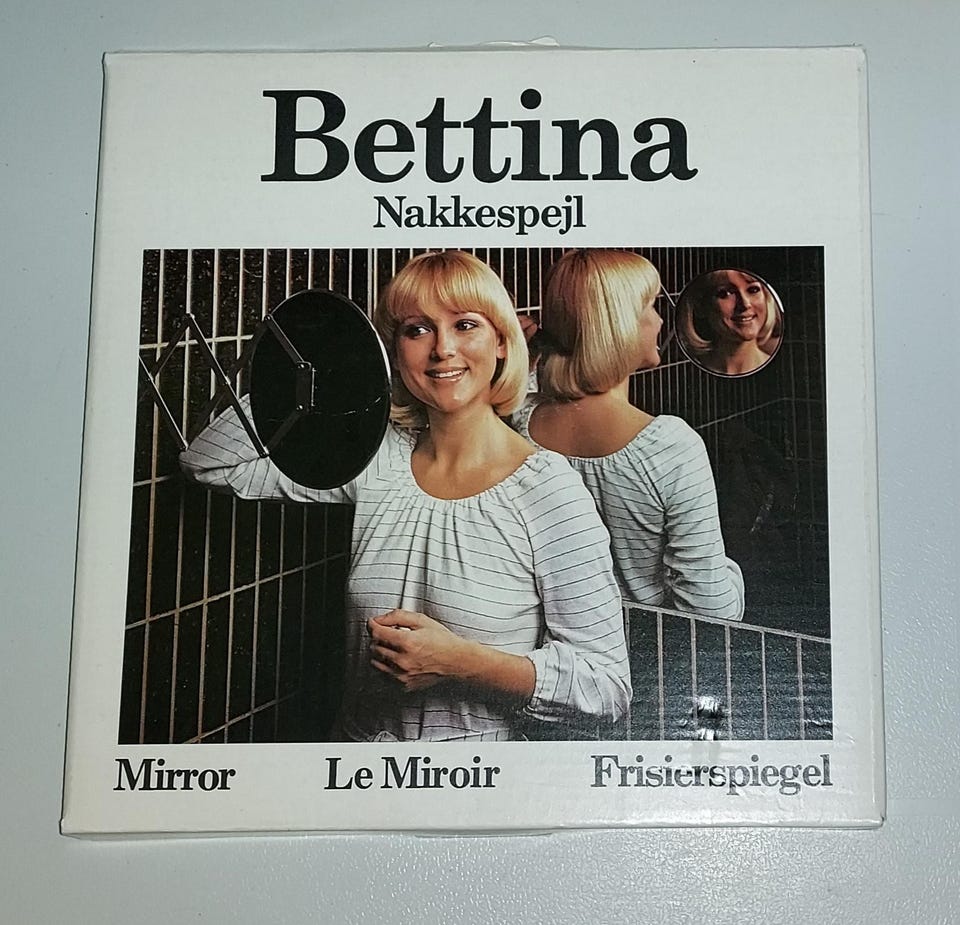 Bettina
Nakkespejl
Mirror Le Miroir Frisierspiegel